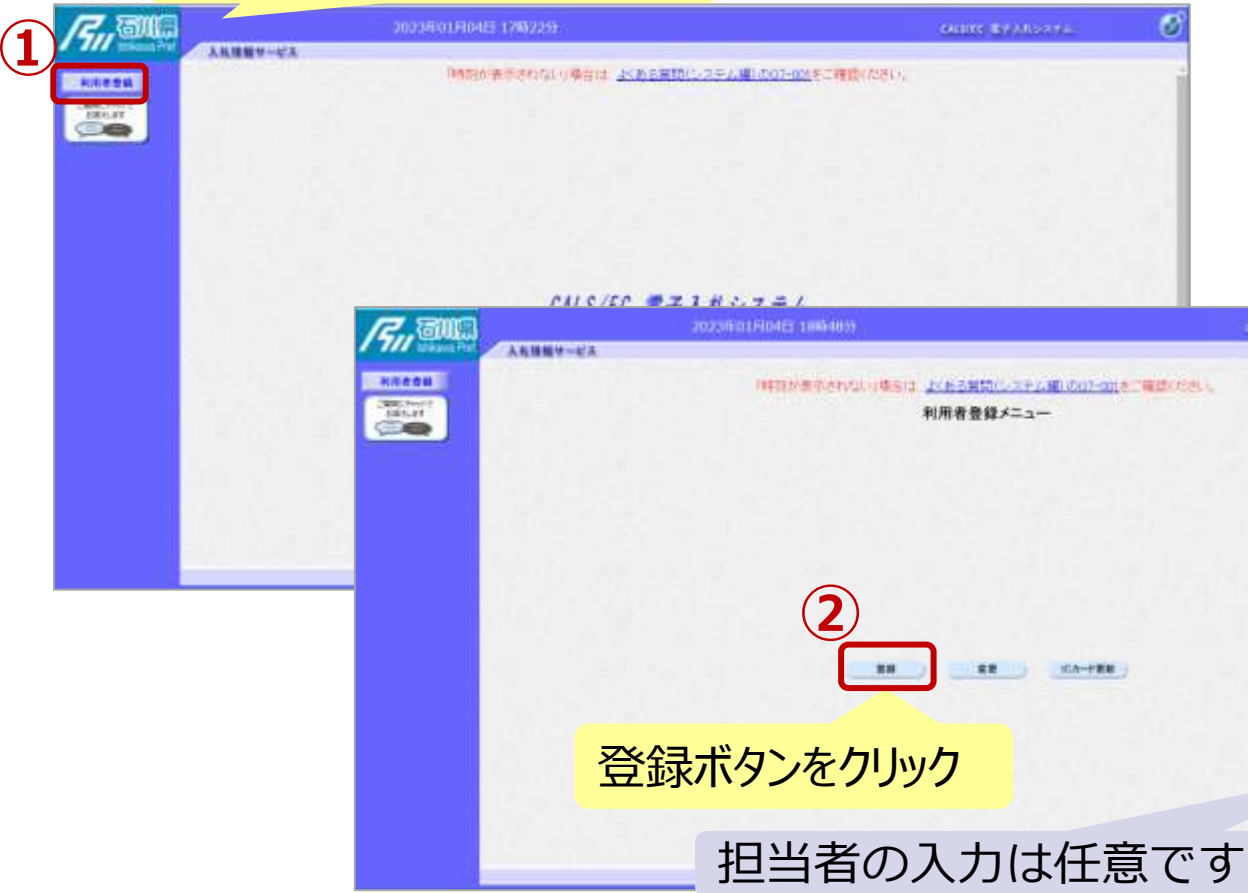 ①
石川県
Ishikawa Pref
2023年01月04日 17時22分
CALS/EC 電子入札システム
入札情報サービス
利用者登録
「時刻が表示されない」場合は よくある質問(システム編)のQ7-001をご確認ください。
CALS/EC 電子入札システム
石川県
Ishikawa Pref
2023年01月04日 18時48分
入札情報サービス
利用者登録
「時刻が表示されない」場合は よくある質問(システム編)のQ7-001をご確認ください。
利用者登録メニュー
②
登録
変更
ICカード更新
登録ボタンをクリック
担当者の入力は任意です